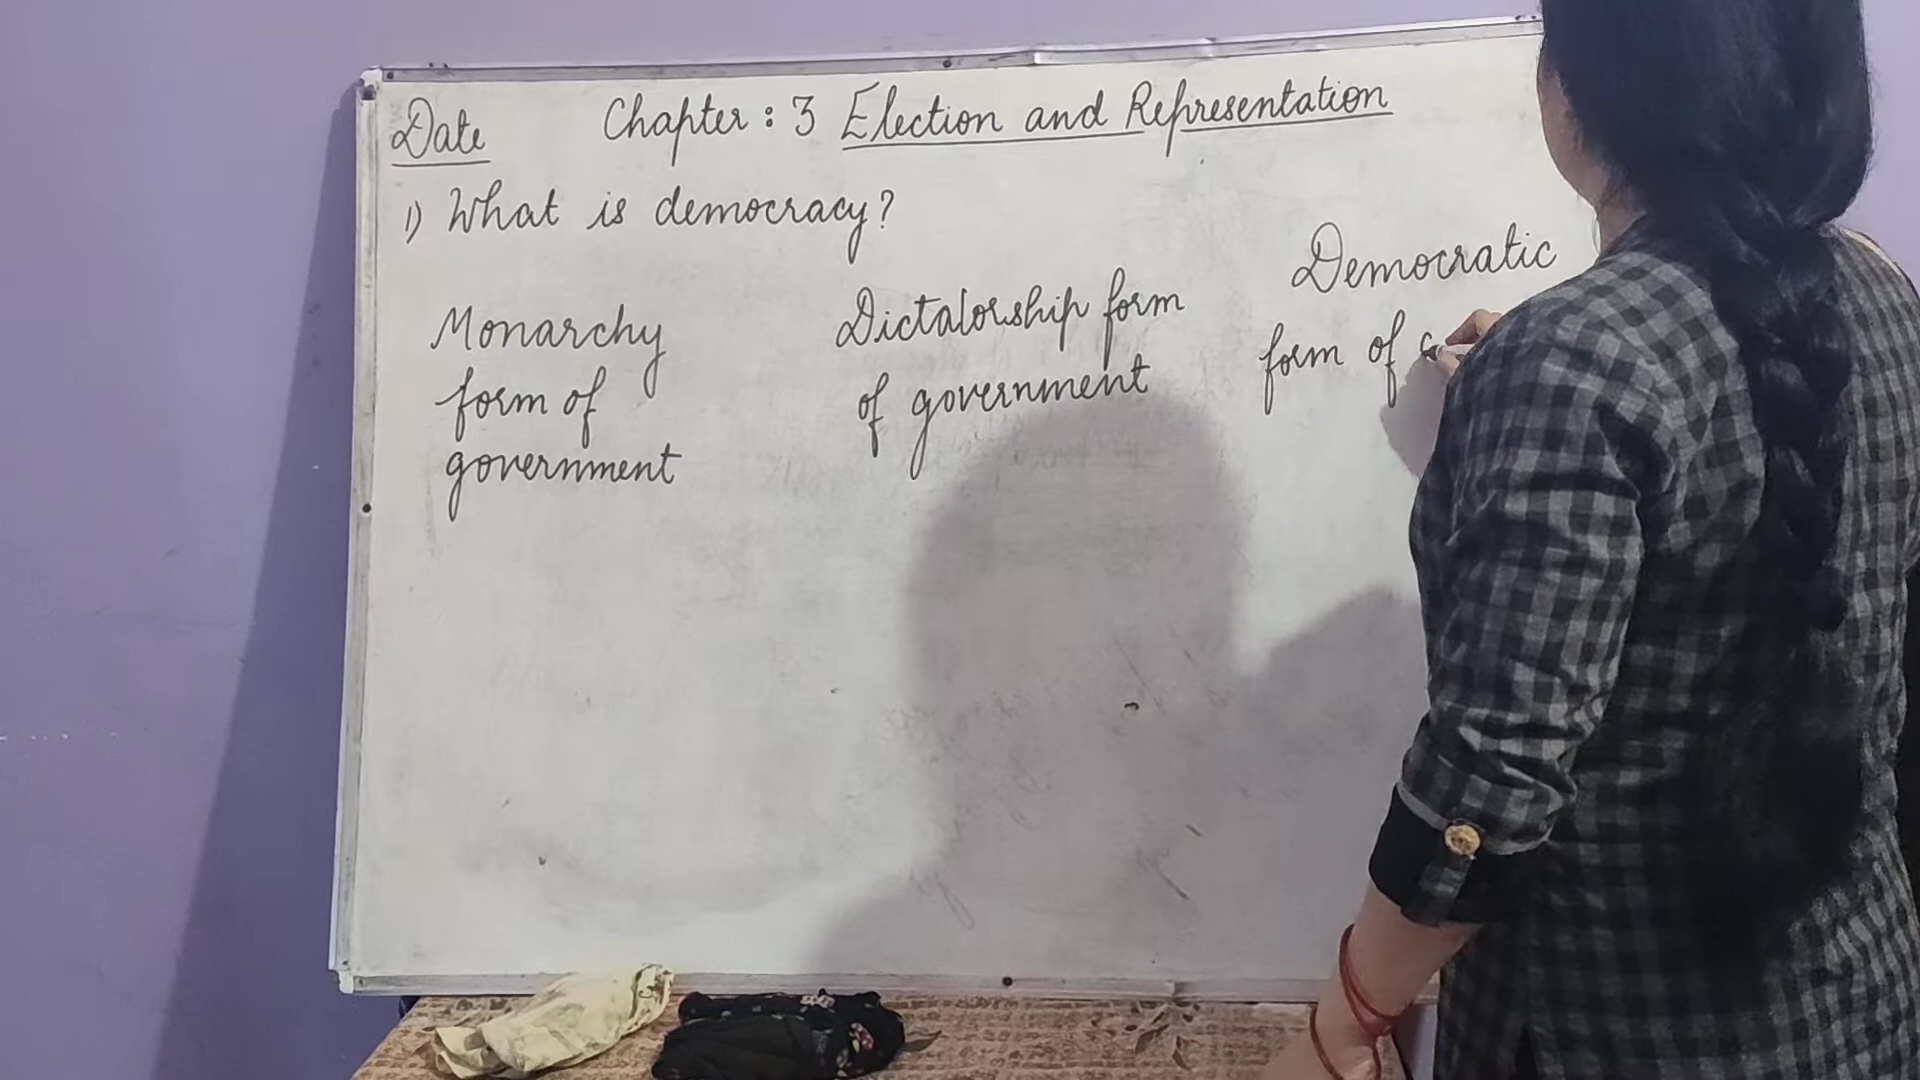 Date Chapter : 3 Election and Representation
1) What is democracy?
Monarchy
form of
government
Dictalorship form
of government
Democratic
form of